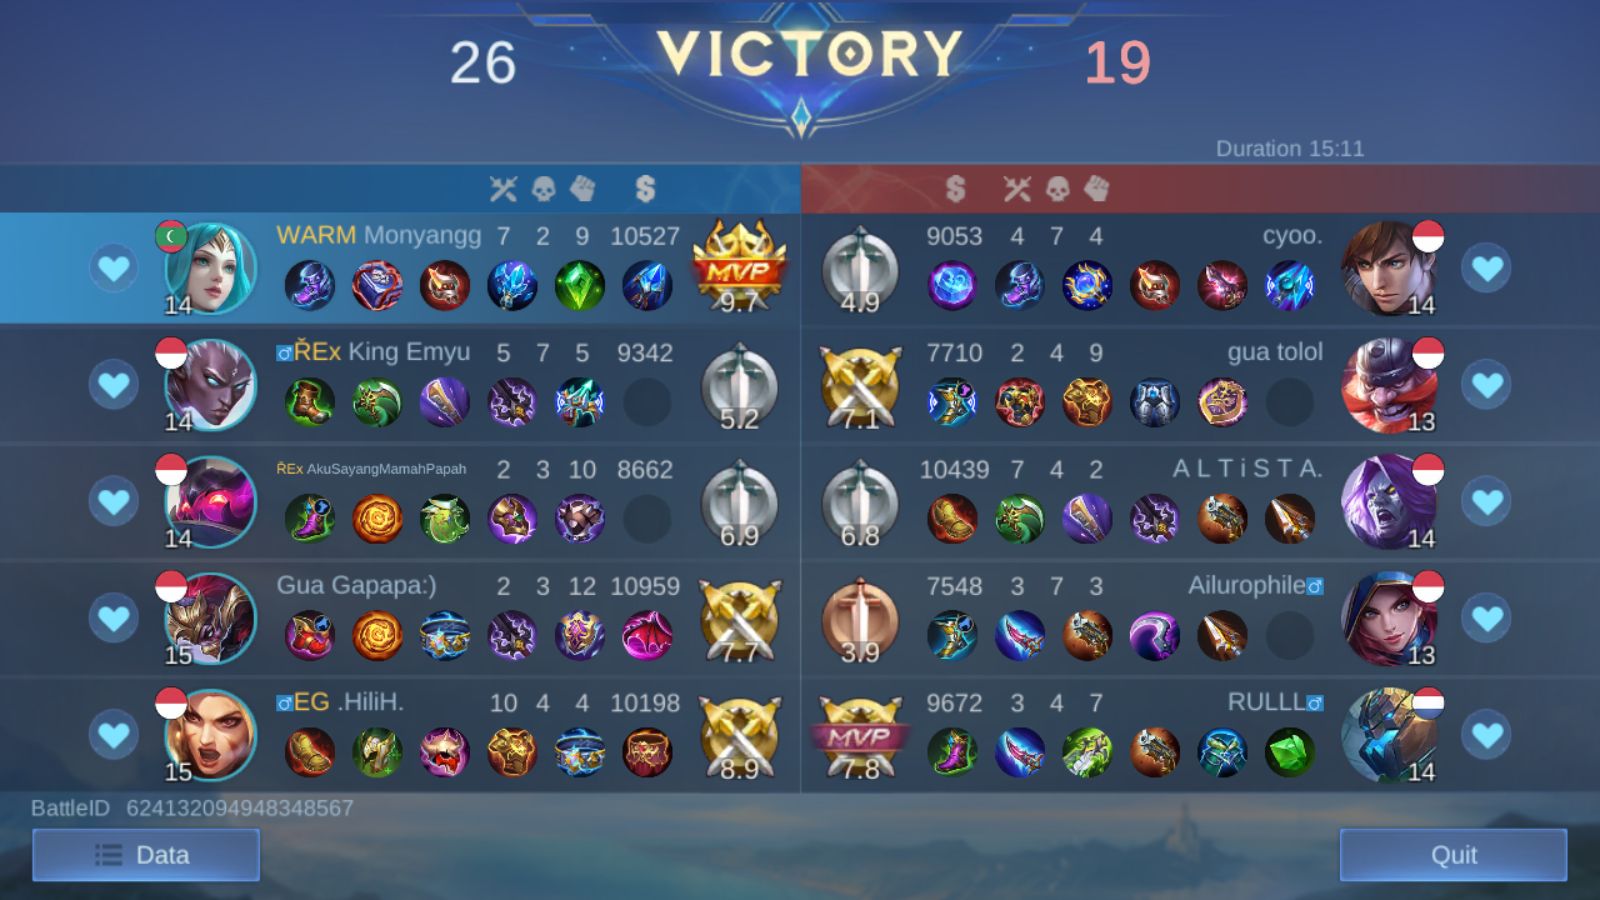 26 VICTORY 19
Duration 15:11
WARM Monyangg 7 2 9 10527 MVP 9.7 4.9 9053 4 7 4 cyoo.
14 14
ŘEx King Emyu 5 7 5 9342 5.2 7.1 7710 2 4 9 gua tolol
14 13
ŘEx AkuSayangMamahPapah 2 3 10 8662 6.9 6.8 10439 7 4 2 A L T i S T A.
14 14
Gua Gapapa:) 2 3 12 10959 7.7 3.9 7548 3 7 3 Ailurophile♂
15 13
♂EG .HiliH. 10 4 4 10198 8.9 MVP 7.8 9672 3 4 7 RULLL♂
15 14
BattleID 624132094948348567
Data Quit